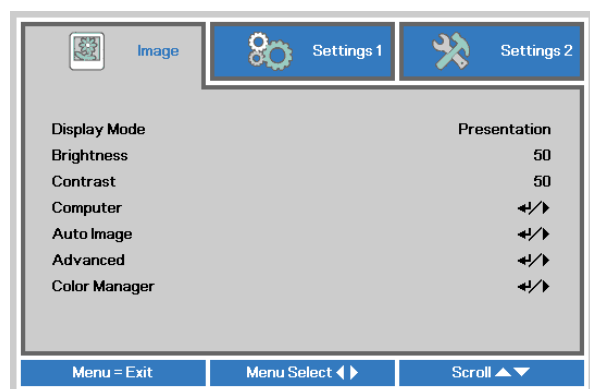 Image Settings 1 Settings 2
Display Mode Presentation
Brightness 50
Contrast 50
Computer ↵/▶
Auto Image ↵/▶
Advanced ↵/▶
Color Manager ↵/▶
Menu = Exit Menu Select ◀▶ Scroll ▲▼